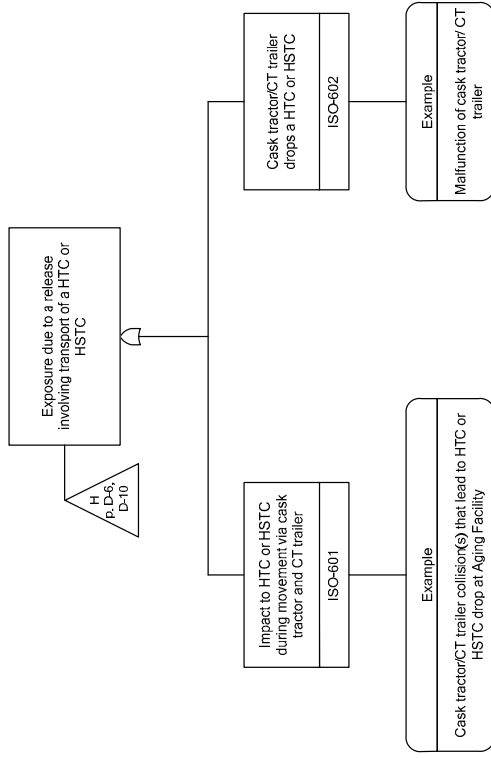 Exposure due to a release
involving transport of a HTC or
HSTC
H
p. D-6,
D-10
Impact to HTC or HSTC
during movement via cask
tractor and CT trailer
ISO-601
Cask tractor/CT trailer
drops a HTC or HSTC
ISO-602
Example
Cask tractor/CT trailer collision(s) that lead to HTC or
HSTC drop at Aging Facility
Example
Malfunction of cask tractor/ CT
trailer